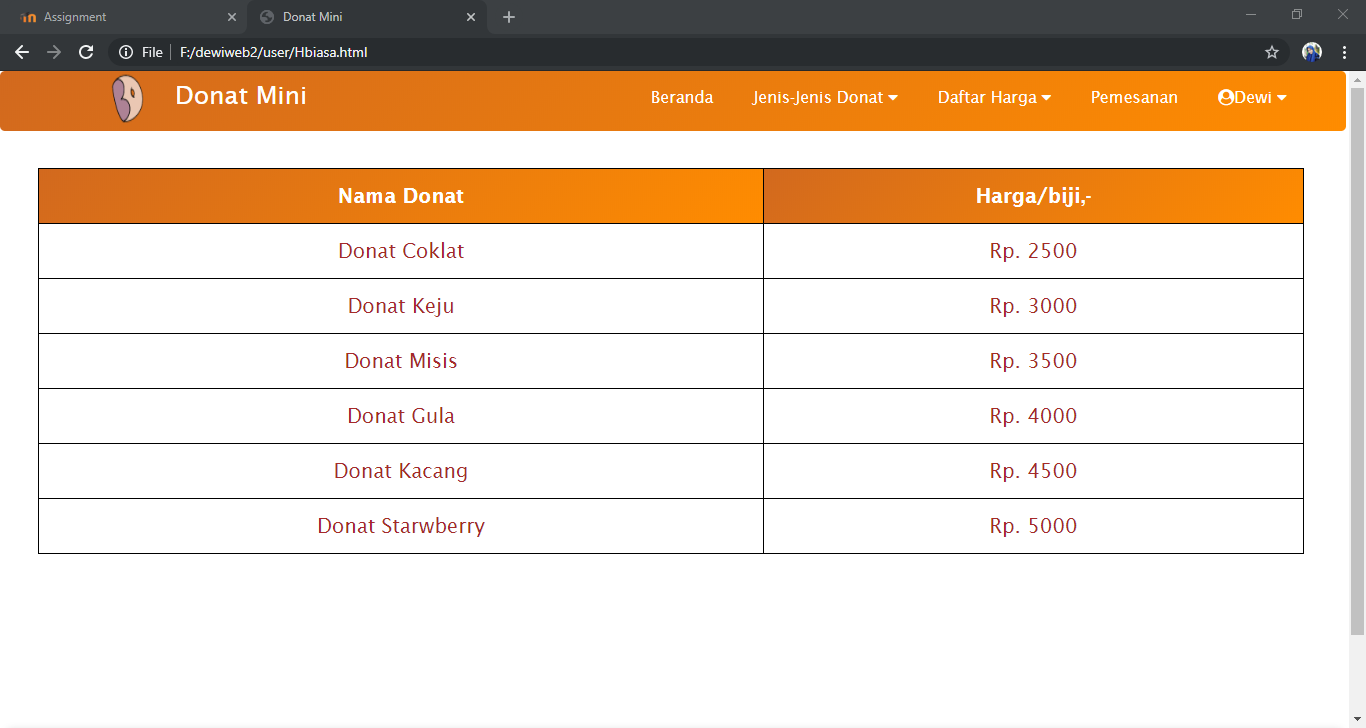 Assignment Donat Mini
File F:/dewiweb2/user/Hbiasa.html
Donat Mini Beranda Jenis-Jenis Donat Daftar Harga Pemesanan Dewi
Nama Donat Harga/biji,-
Donat Coklat Rp. 2500
Donat Keju Rp. 3000
Donat Misis Rp. 3500
Donat Gula Rp. 4000
Donat Kacang Rp. 4500
Donat Starwberry Rp. 5000